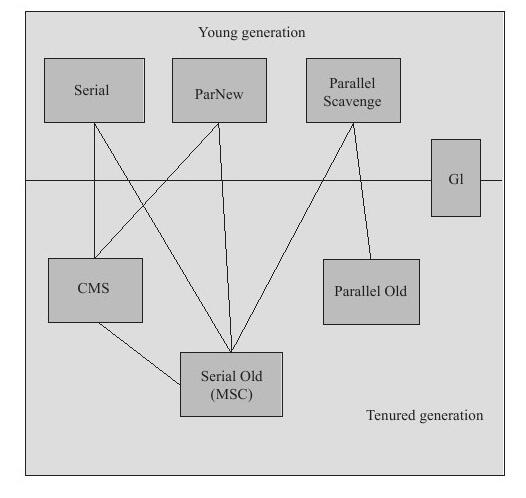 Young generation
Serial
ParNew
Parallel
Scavenge
Gl
CMS
Parallel Old
Serial Old
(MSC)
Tenured generation